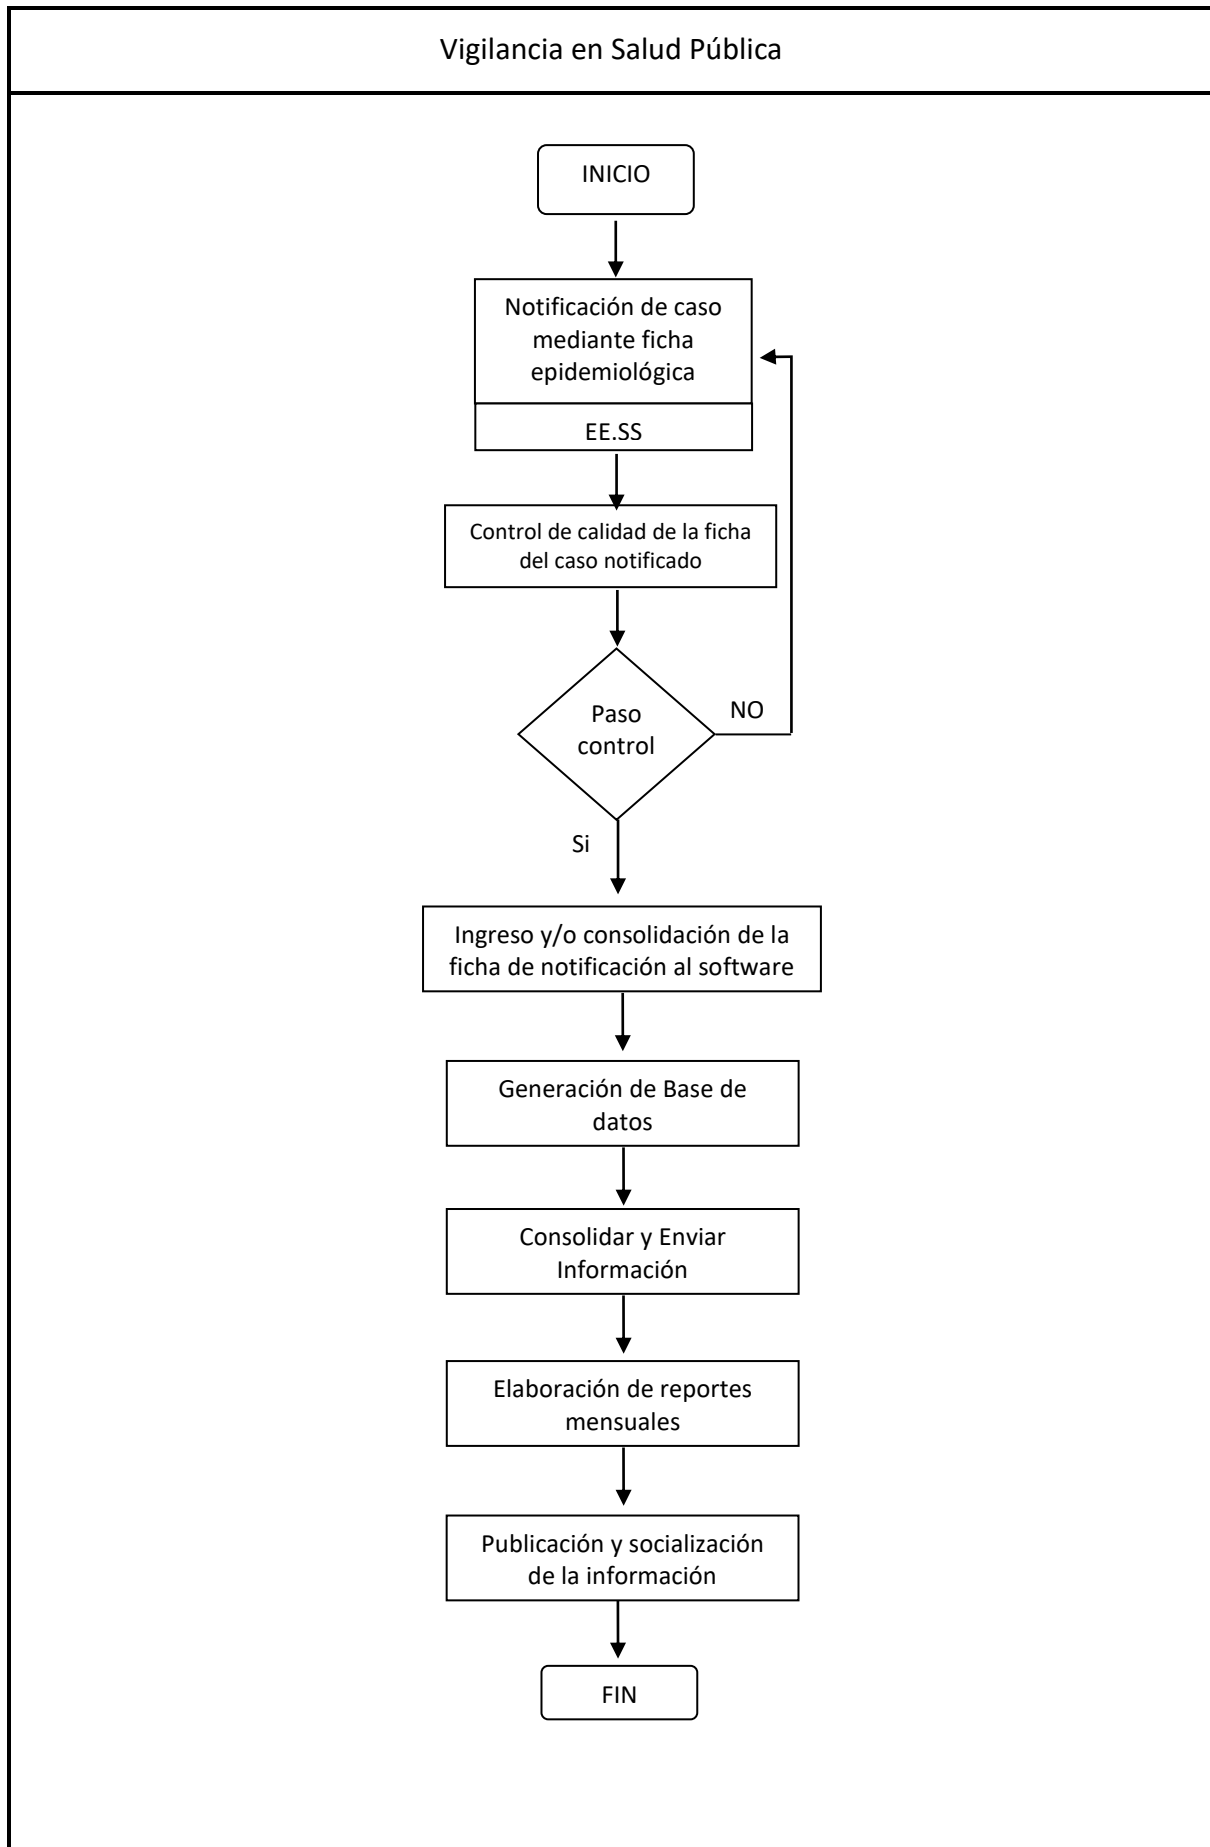 Vigilancia en Salud Pública
INICIO
Notificación de caso
mediante ficha
epidemiológica
EE.SS
Control de calidad de la ficha
del caso notificado
Paso
control
NO
Si
Ingreso y/o consolidación de la
ficha de notificación al software
Generación de Base de
datos
Consolidar y Enviar
Información
Elaboración de reportes
mensuales
Publicación y socialización
de la información
FIN